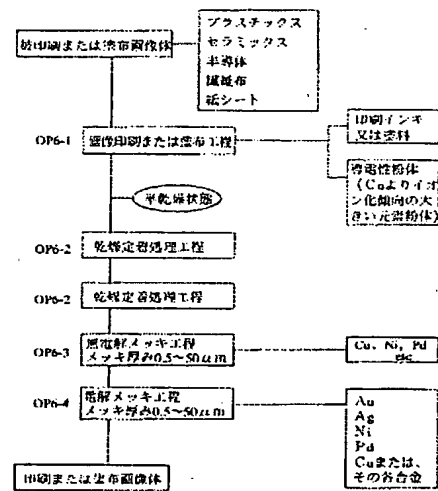 被印刷または塗布画像体
プラスチックス
セラミックス
半導体
繊維布
紙シート
OP6-1
画像印刷または塗布工程
印刷インキ
又は塗料
導電性粉体
(Cuよりイオ
ン化傾向の大
きい元素粉体)
半乾燥状態
OP6-2
乾燥定着処理工程
OP6-2
乾燥定着処理工程
OP6-3
無電解メッキ工程
メッキ厚み0.5~50μm
Cu、Ni、Pd
etc
OP6-4
電解メッキ工程
メッキ厚み0.5~50μm
Au
Ag
Ni
Pd
Cuまたは、
その各合金
印刷または塗布画像体